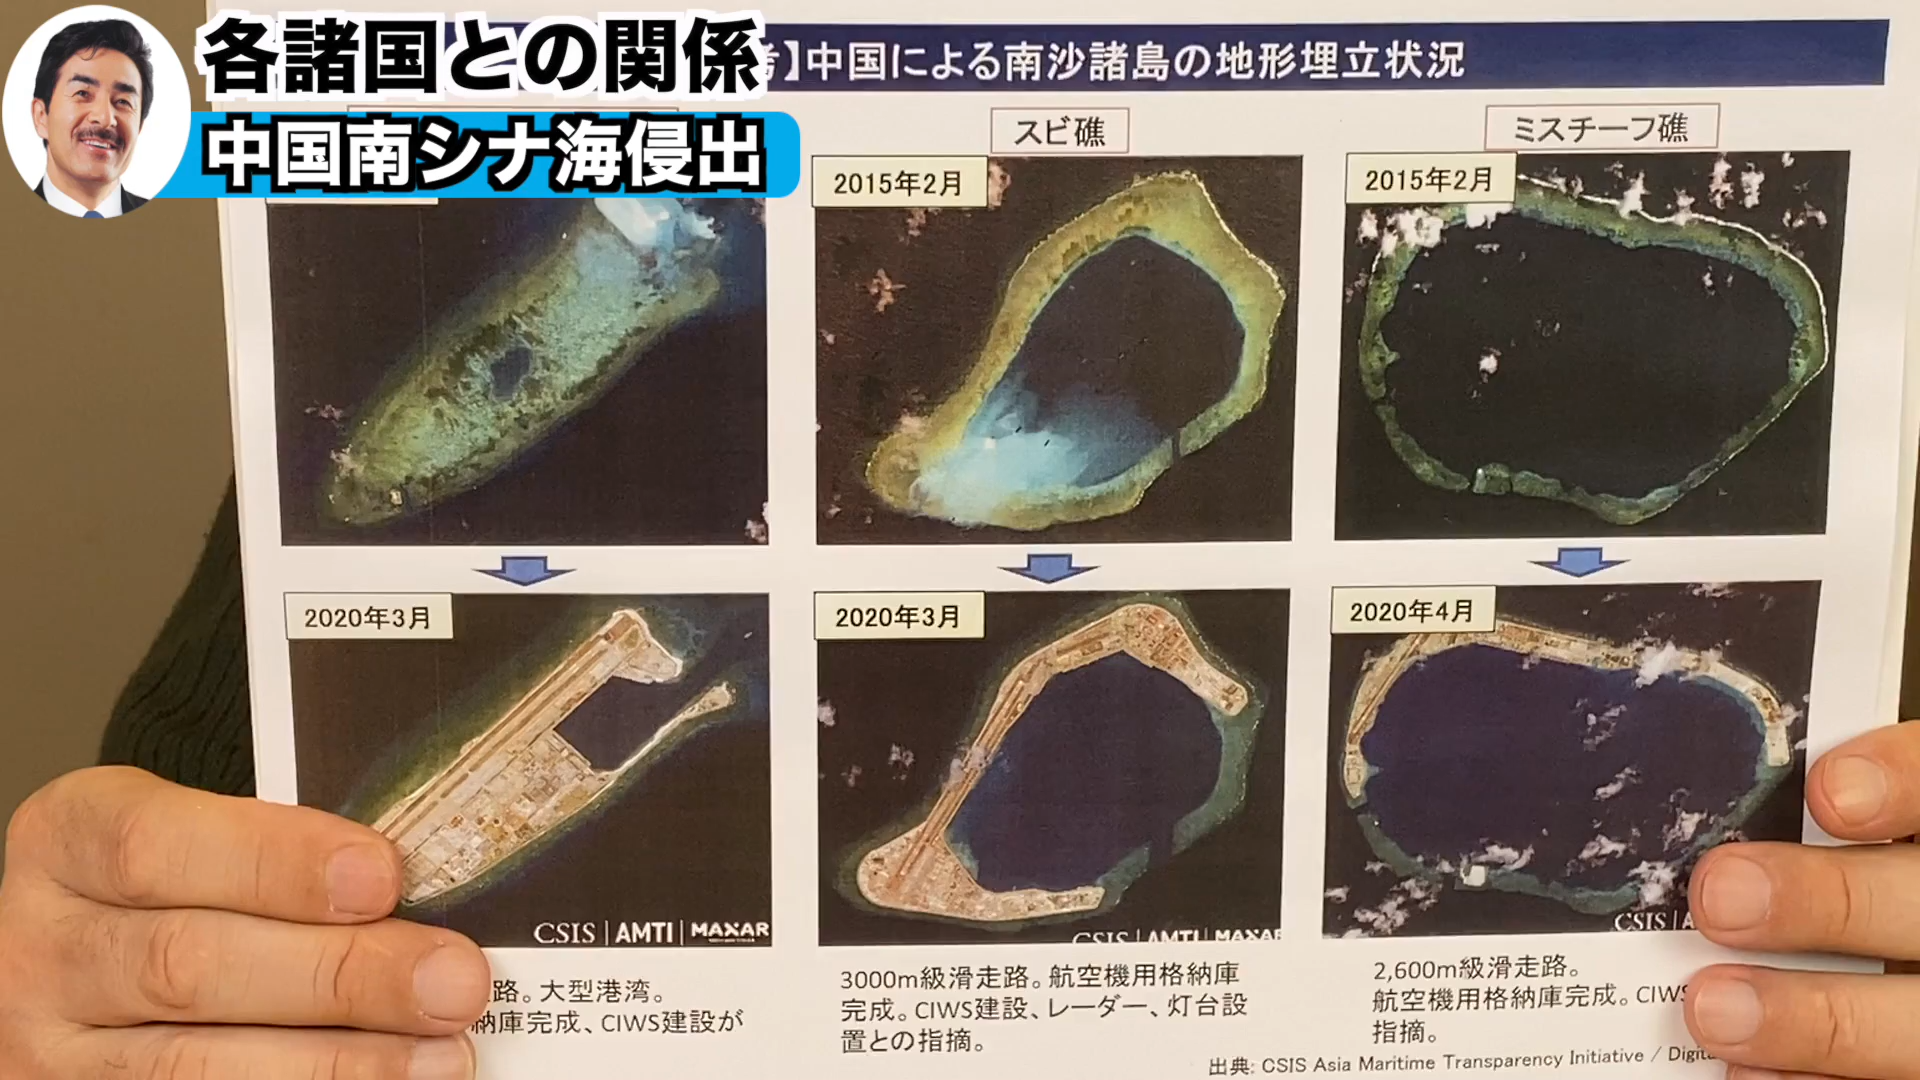 各諸国との関係
中国南シナ海侵出
】中国による南沙諸島の地形埋立状況
スビ礁
ミスチーフ礁
2015年2月
2015年2月
2020年3月
2020年3月
2020年4月
CSIS | AMTI | MAXAR
CSIS | AMTI | MAXAR
CSIS
路。大型港湾。
納庫完成、CIWS建設が
3000m級滑走路。航空機用格納庫
完成。CIWS建設、レーダー、灯台設
置との指摘。
2,600m級滑走路。
航空機用格納庫完成。CIWS
指摘。
出典: CSIS Asia Maritime Transparency Initiative /